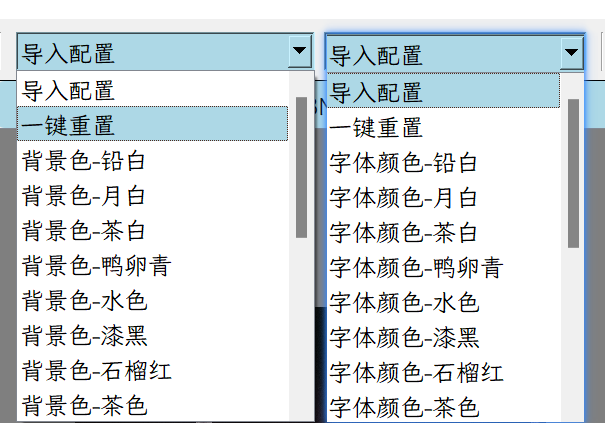 导入配置
导入配置
一键重置
背景色-铅白
背景色-月白
背景色-茶白
背景色-鸭卵青
背景色-水色
背景色-漆黑
背景色-石榴红
背景色-茶色
导入配置
导入配置
一键重置
字体颜色-铅白
字体颜色-月白
字体颜色-茶白
字体颜色-鸭卵青
字体颜色-水色
字体颜色-漆黑
字体颜色-石榴红
字体颜色-茶色